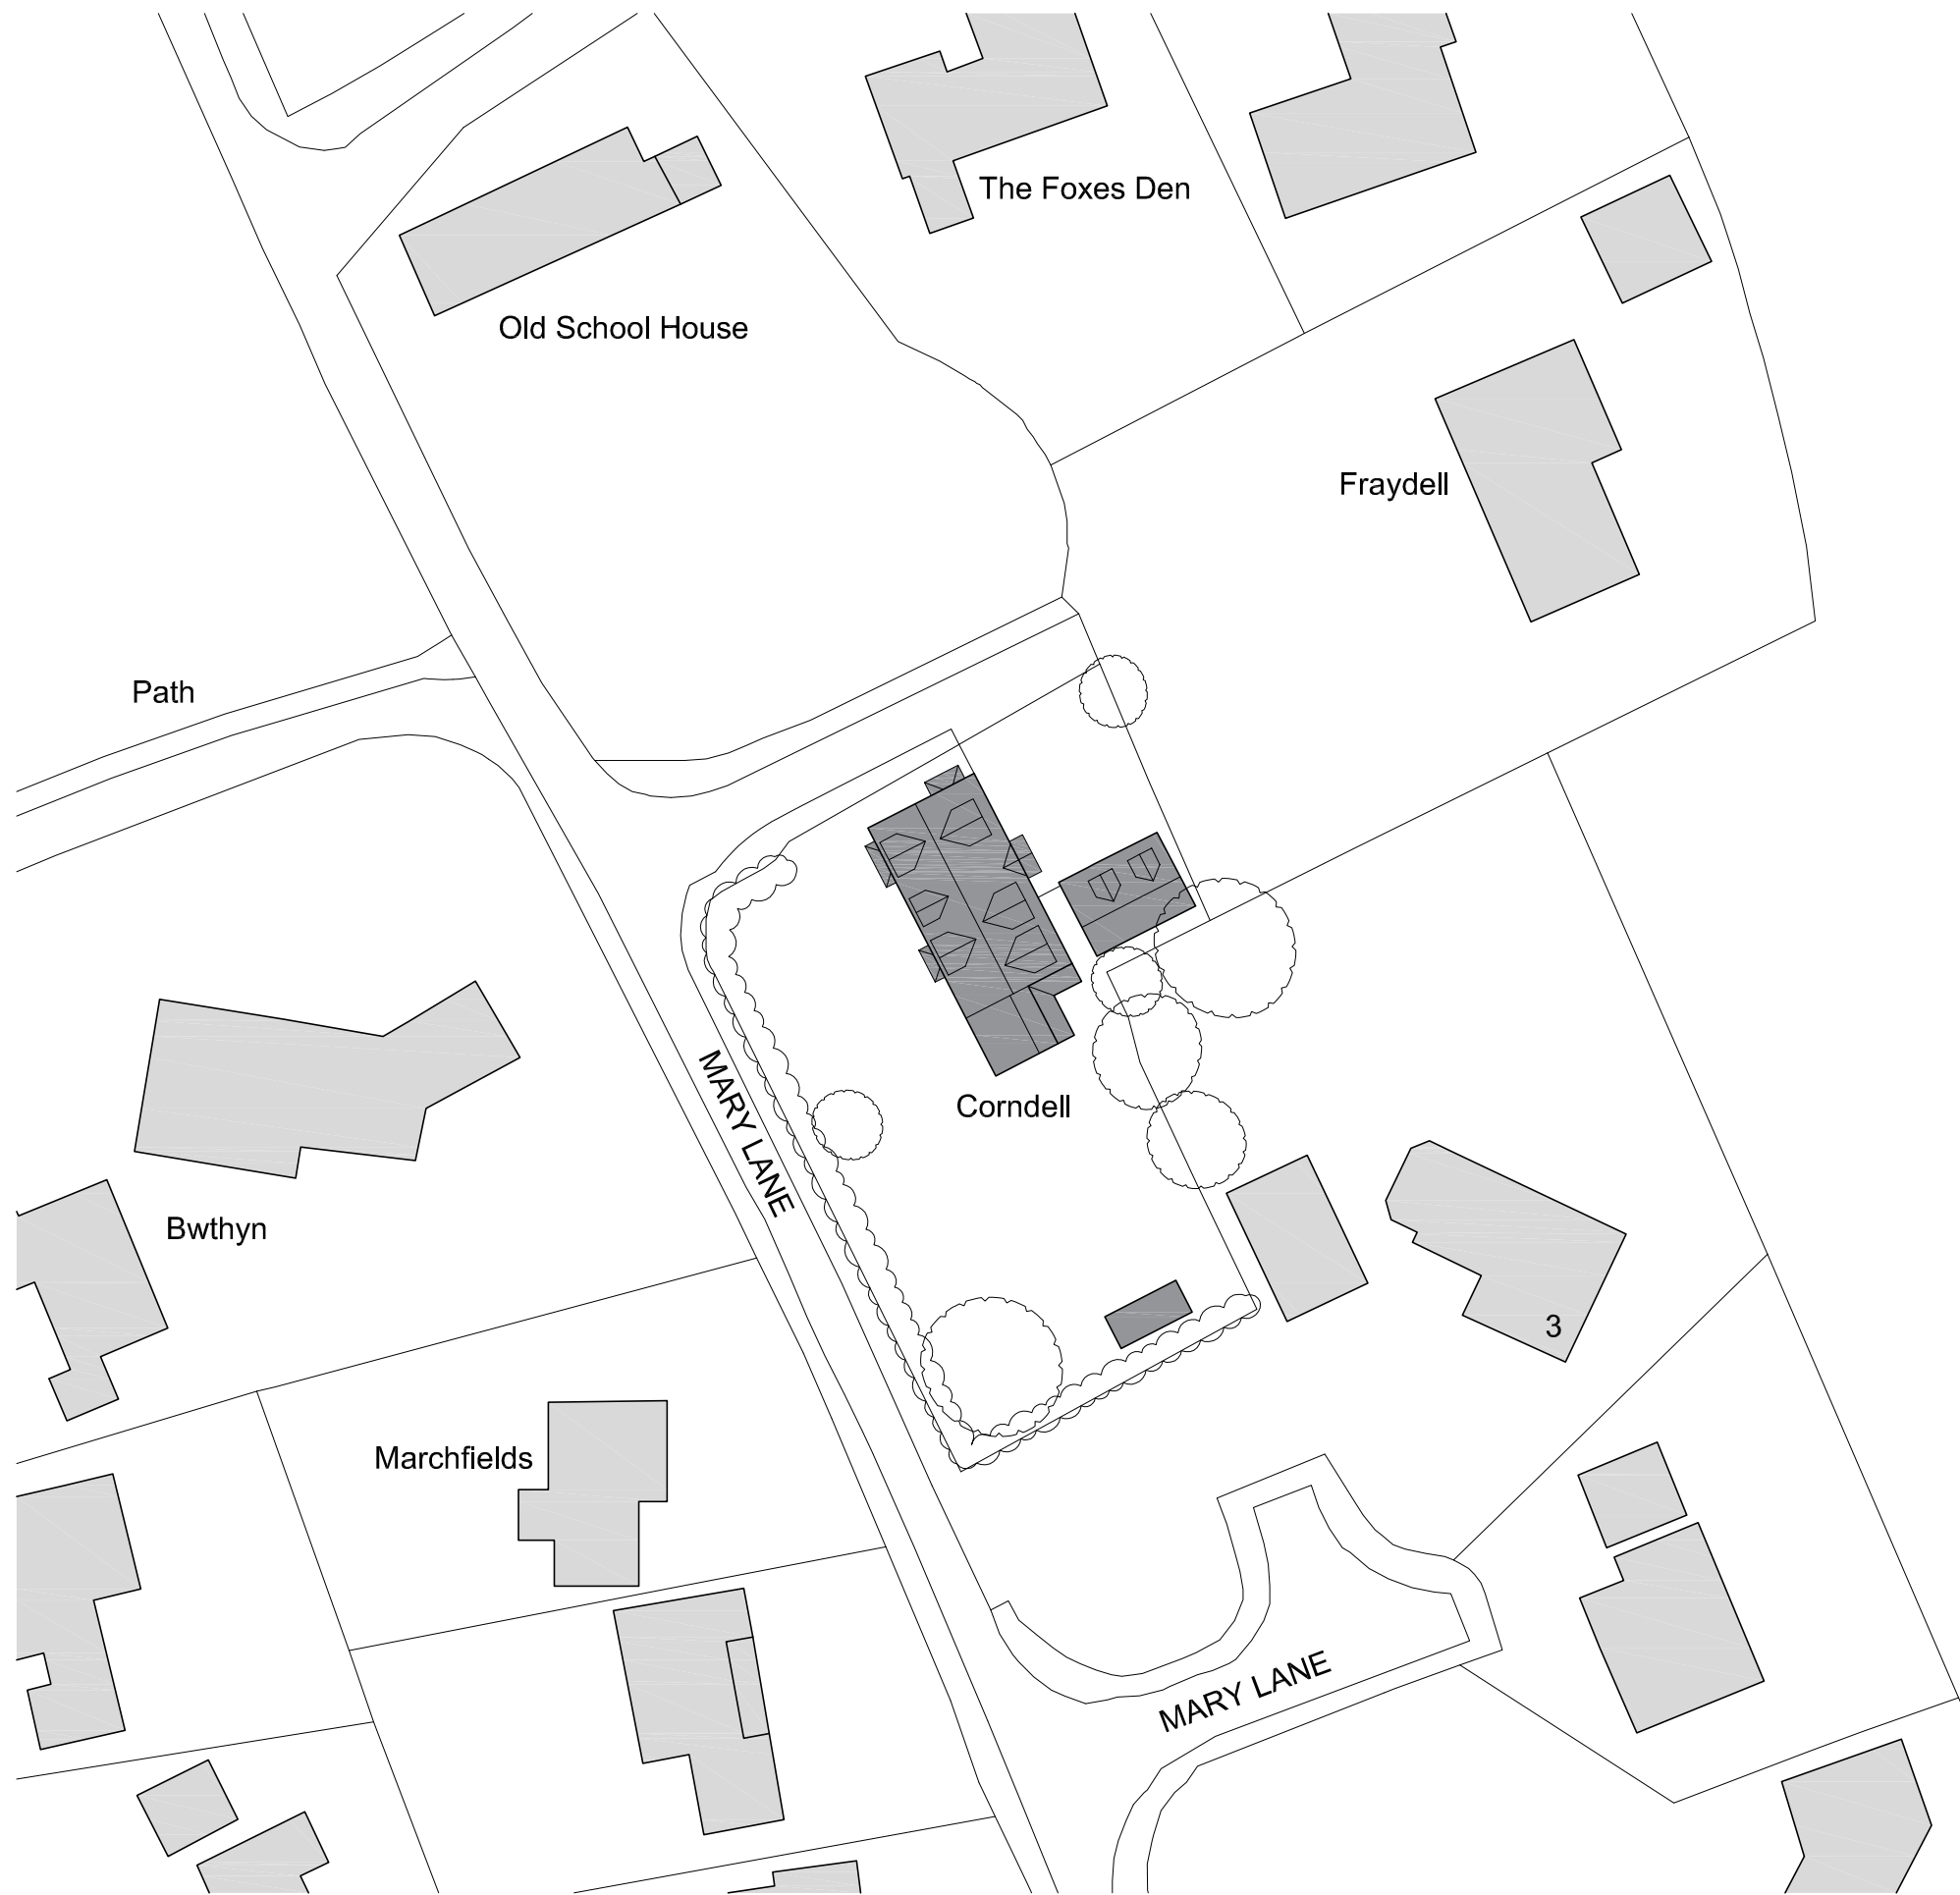 The Foxes Den
Old School House
Fraydell
Path
MARY LANE
Corndell
Bwthyn
3
Marchfields
MARY LANE